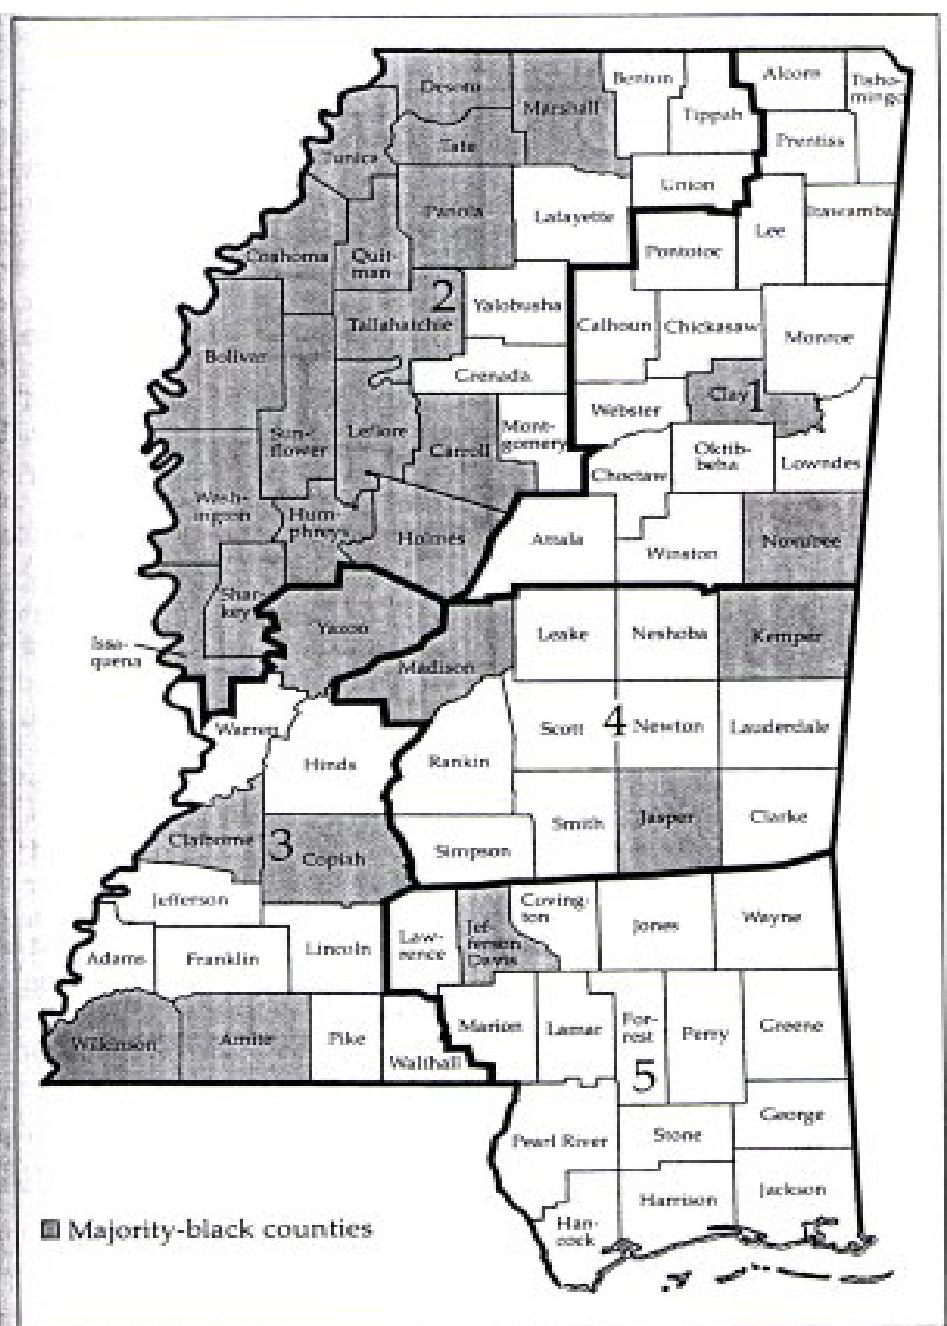 Desoto
Marshall
Benton
Tippah
Alcorn
Tisho-
mingo
Prentiss
Tunica
Tate
Union
Itawamba
Panola
Lafayette
Lee
Pontotoc
Coahoma
Quit-
man
2
Yalobusha
Tallahatchie
Calhoun
Chickasaw
Monroe
Bolivar
Grenada
Clay
1
Webster
Sun-
flower
Leflore
Carroll
Mont-
gomery
Oktib-
beha
Lowndes
Choctaw
Wash-
ington
Hum-
phreys
Holmes
Attala
Winston
Noxubee
Shar-
key
Issa-
quena
Yazoo
Madison
Leake
Neshoba
Kemper
Warren
Hinds
Rankin
Scott
4
Newton
Lauderdale
Claiborne
3
Copiah
Simpson
Smith
Jasper
Clarke
Jefferson
Adams
Franklin
Lincoln
Law-
rence
Jef-
ferson
Davis
Coving-
ton
Jones
Wayne
Wilkinson
Amite
Pike
Walthall
Marion
Lamar
For-
rest
5
Perry
Greene
George
Pearl River
Stone
Harrison
Jackson
Han-
cock
Majority-black counties